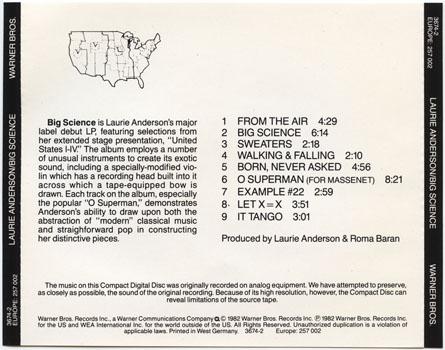 WARNER BROS.
LAURIE ANDERSON/BIG SCIENCE
3674-2
EUROPE: 257 002
3674-2
EUROPE: 257 002
LAURIE ANDERSON/BIG SCIENCE
WARNER BROS.
Big Science is Laurie Anderson's major
label debut LP, featuring selections from
her extended stage presentation, "United
States I-IV." The album employs a number
of unusual instruments to create its exotic
sound, including a specially-modified vio-
lin which has a recording head built into it
across which a tape-equipped bow is
drawn. Each track on the album, especially
the popular "O Superman," demonstrates
Anderson's ability to draw upon both the
abstraction of "modern" classical music
and straighforward pop in constructing
her distinctive pieces.
1 FROM THE AIR 4:29
2 BIG SCIENCE 6:14
3 SWEATERS 2:18
4 WALKING & FALLING 2:10
5 BORN, NEVER ASKED 4:56
6 O SUPERMAN (FOR MASSENET) 8:21
7 EXAMPLE #22 2:59
8· LET X=X 3:51
9 IT TANGO 3:01
Produced by Laurie Anderson & Roma Baran
The music on this Compact Digital Disc was originally recorded on analog equipment. We have attempted to preserve,
as closely as possible, the sound of the original recording. Because of its high resolution, however, the Compact Disc can
reveal limitations of the source tape.
Warner Bros. Records Inc., a Warner Communications Company © 1982 Warner Bros. Records Inc. ℗ 1982 Warner Bros. Records Inc.
for the US and WEA International Inc. for the world outside of the US. All Rights Reserved. Unauthorized duplication is a violation of
applicable laws. Printed in West Germany. 3674-2 Europe: 257 002